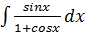 ∫ sinx/1+cosx dx